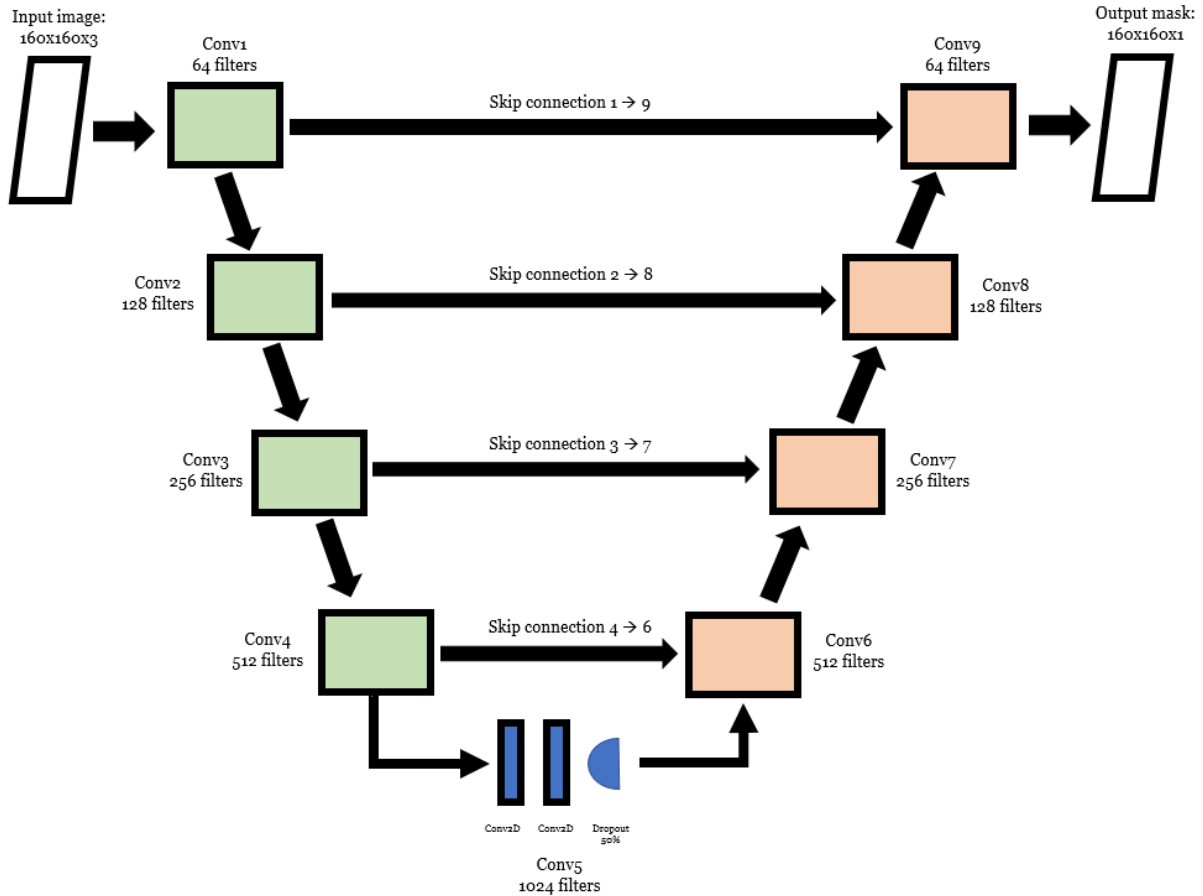 Input image:
160x160x3
Output mask:
160x160x1
Conv1
64 filters
Conv9
64 filters
Skip connection 1 → 9
Conv2
128 filters
Skip connection 2 → 8
Conv8
128 filters
Conv3
256 filters
Skip connection 3 → 7
Conv7
256 filters
Conv4
512 filters
Skip connection 4 → 6
Conv6
512 filters
Conv2D
Conv2D
Dropout
50%
Conv5
1024 filters